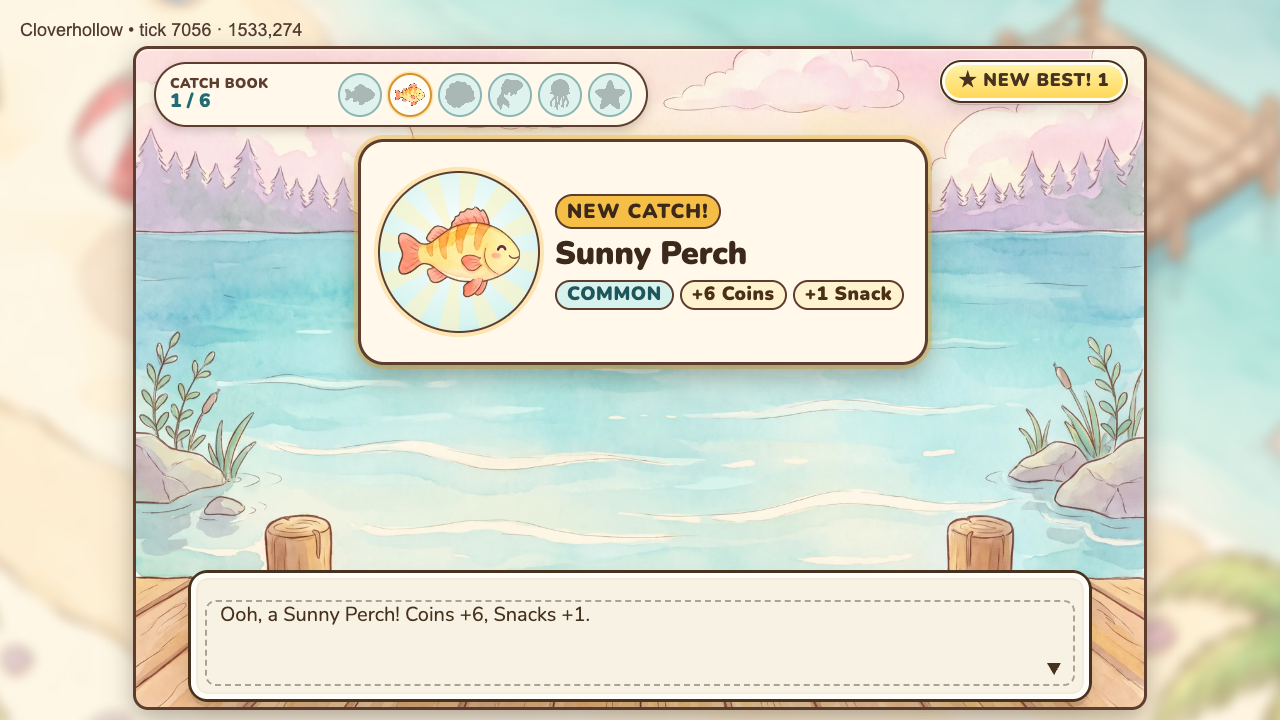 Cloverhollow • tick 7056 · 1533,274
CATCH BOOK
1 / 6
★ NEW BEST! 1
NEW CATCH!
Sunny Perch
COMMON +6 Coins +1 Snack
Ooh, a Sunny Perch! Coins +6, Snacks +1.